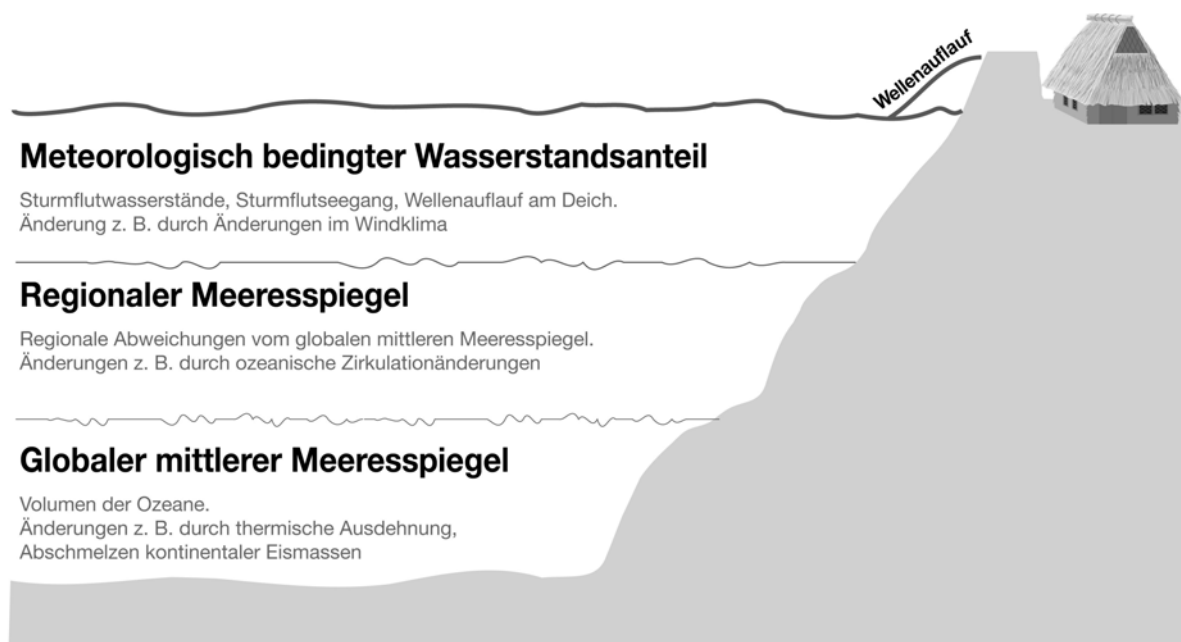 Wellenauflauf
Meteorologisch bedingter Wasserstandsanteil
Sturmflutwasserstände, Sturmflutseegang, Wellenauflauf am Deich.
Änderung z. B. durch Änderungen im Windklima
Regionaler Meeresspiegel
Regionale Abweichungen vom globalen mittleren Meeresspiegel.
Änderungen z. B. durch ozeanische Zirkulationänderungen
Globaler mittlerer Meeresspiegel
Volumen der Ozeane.
Änderungen z. B. durch thermische Ausdehnung,
Abschmelzen kontinentaler Eismassen